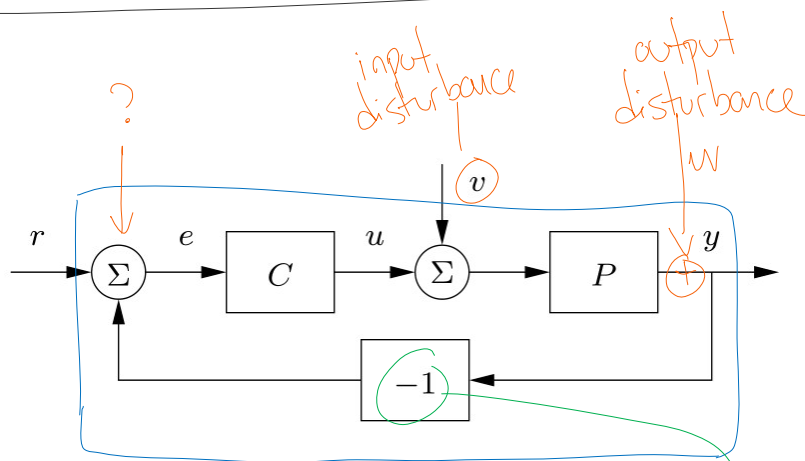 input
disturbance
output
disturbance
w
?
v
r
e
u
y
Σ
C
Σ
P
+
−1